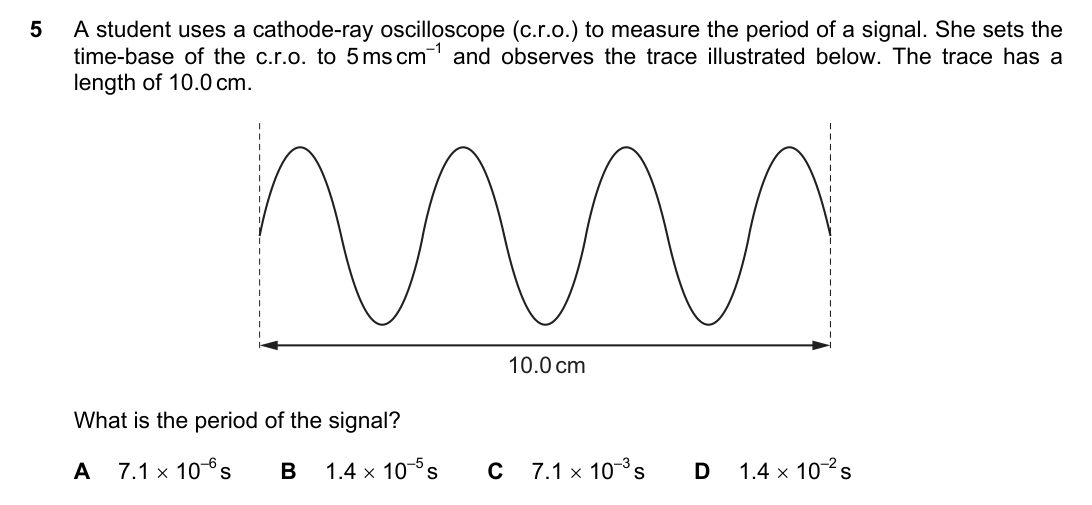 5 A student uses a cathode-ray oscilloscope (c.r.o.) to measure the period of a signal. She sets the
time-base of the c.r.o. to 5 ms cm⁻¹ and observes the trace illustrated below. The trace has a
length of 10.0 cm.
10.0 cm
What is the period of the signal?
A 7.1 × 10⁻⁶ s B 1.4 × 10⁻⁵ s C 7.1 × 10⁻³ s D 1.4 × 10⁻² s